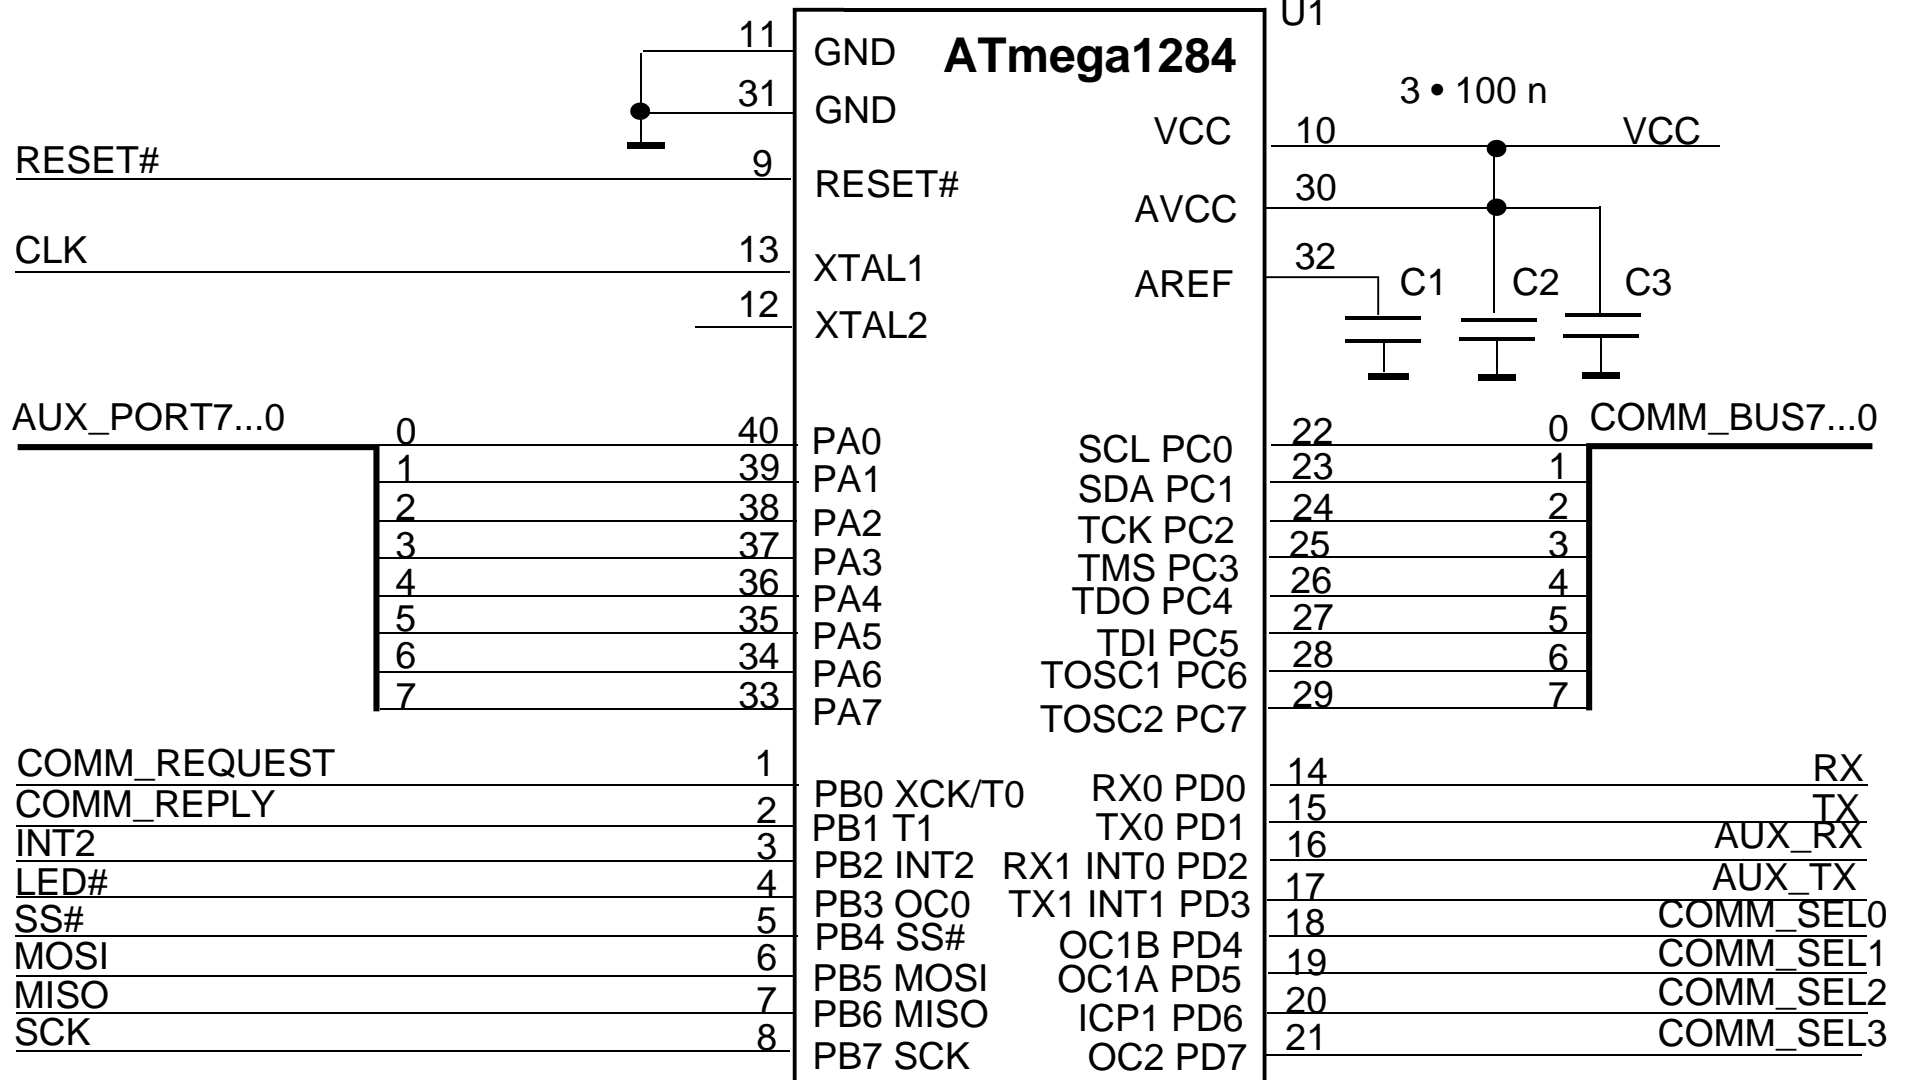 U1
11 GND ATmega1284
3 • 100 n
31 GND
VCC 10 VCC
RESET# 9 RESET#
AVCC 30
CLK 13 XTAL1
AREF 32 C1 C2 C3
12 XTAL2
AUX_PORT7...0 0 40 PA0 SCL PC0 22 0 COMM_BUS7...0
1 39 PA1 SDA PC1 23 1
2 38 PA2 TCK PC2 24 2
3 37 PA3 TMS PC3 25 3
4 36 PA4 TDO PC4 26 4
5 35 PA5 TDI PC5 27 5
6 34 PA6 TOSC1 PC6 28 6
7 33 PA7 TOSC2 PC7 29 7
COMM_REQUEST 1 PB0 XCK/T0 RX0 PD0 14 RX
COMM_REPLY 2 PB1 T1 TX0 PD1 15 TX
INT2 3 PB2 INT2 RX1 INT0 PD2 16 AUX_RX
LED# 4 PB3 OC0 TX1 INT1 PD3 17 AUX_TX
SS# 5 PB4 SS# OC1B PD4 18 COMM_SEL0
MOSI 6 PB5 MOSI OC1A PD5 19 COMM_SEL1
MISO 7 PB6 MISO ICP1 PD6 20 COMM_SEL2
SCK 8 PB7 SCK OC2 PD7 21 COMM_SEL3